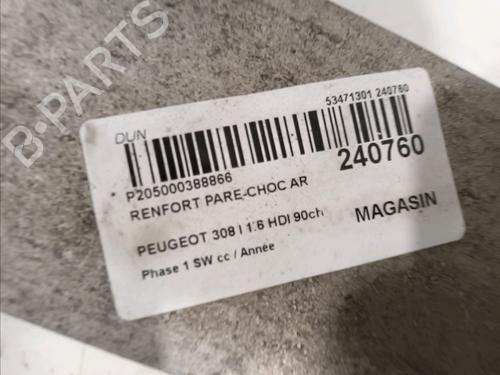 B-PARTS
DUN
53471301 240760
P205000388866
240760
RENFORT PARE-CHOC AR
PEUGEOT 308 I 1.6 HDI 90ch
MAGASIN
Phase 1 SW cc / Année